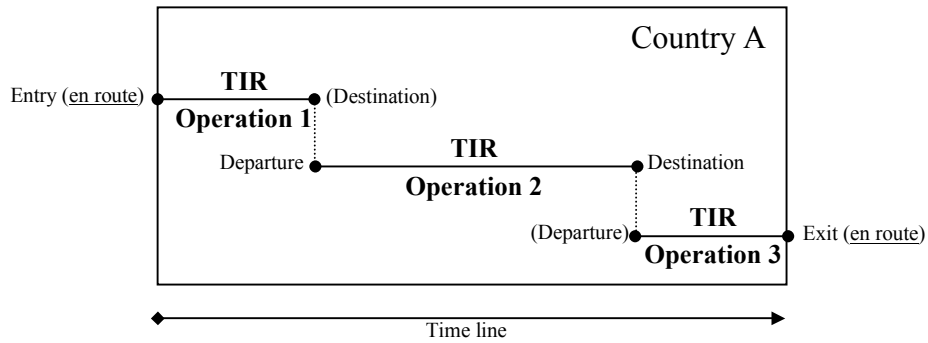 Country A
TIR
Entry (en route)
(Destination)
Operation 1
TIR
Departure
Destination
Operation 2
TIR
(Departure)
Exit (en route)
Operation 3
Time line